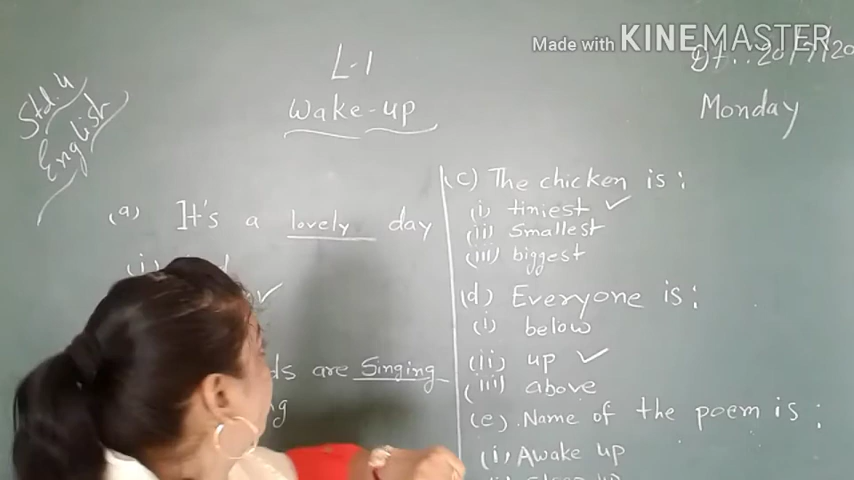 Made with KINEMASTER
L-1
Wake-up
Std. 4
English
Monday
(a) It's a lovely day
are Singing
(c) The chicken is :
(i) tiniest ✓
(ii) smallest
(iii) biggest
(d) Everyone is :
(i) below
(ii) up ✓
(iii) above
(e) Name of the poem is :
(i) Awake up